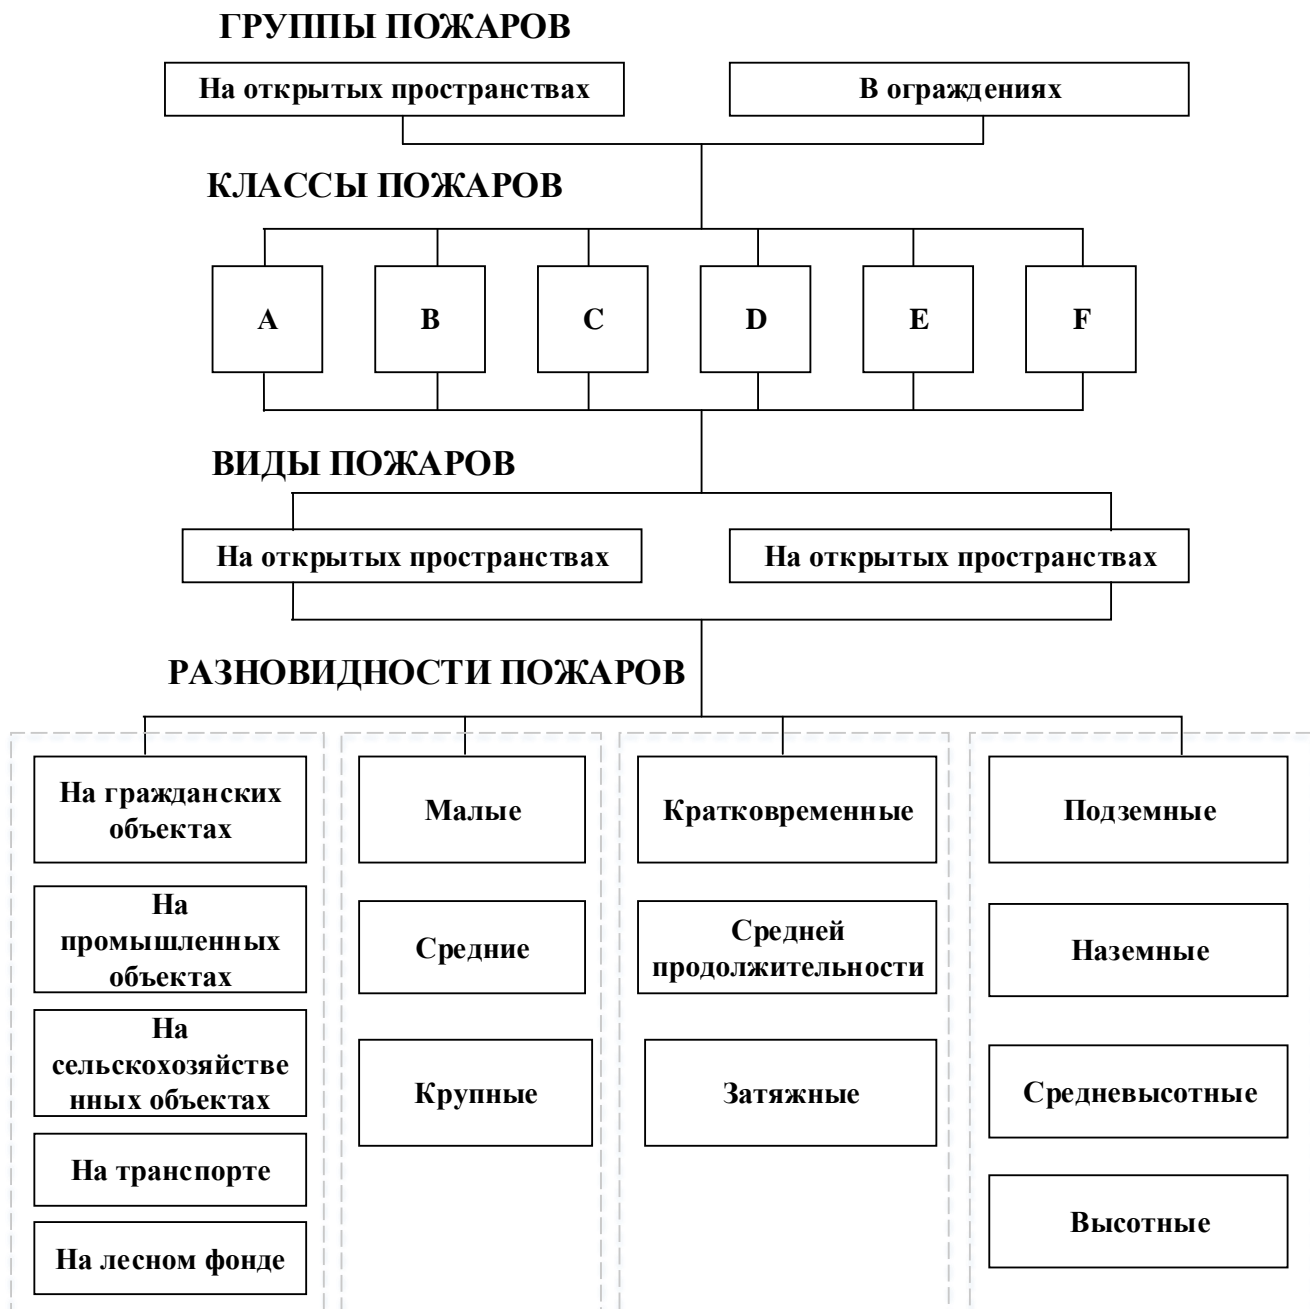 ГРУППЫ ПОЖАРОВ
На открытых пространствах
В ограждениях
КЛАССЫ ПОЖАРОВ
A
B
C
D
E
F
ВИДЫ ПОЖАРОВ
На открытых пространствах
На открытых пространствах
РАЗНОВИДНОСТИ ПОЖАРОВ
На гражданских
объектах
На
промышленных
объектах
На
сельскохозяйстве
нных объектах
На транспорте
На лесном фонде
Малые
Средние
Крупные
Кратковременные
Средней
продолжительности
Затяжные
Подземные
Наземные
Средневысотные
Высотные